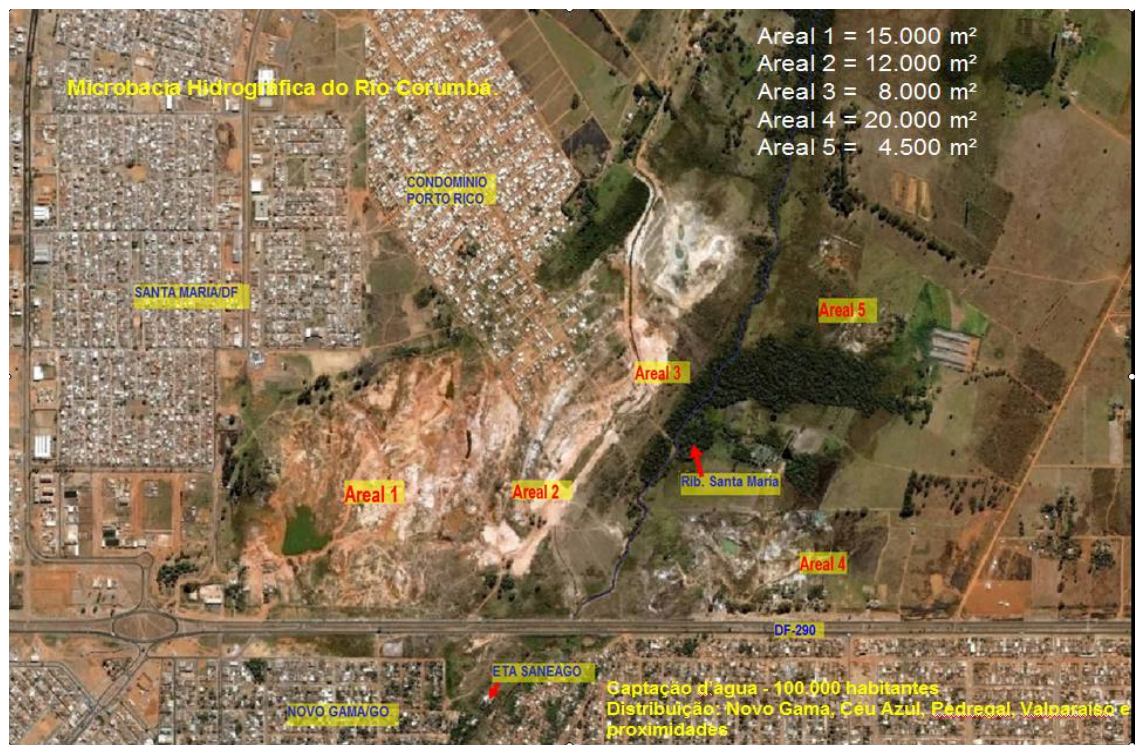 Areal 1 = 15.000 m²
Areal 2 = 12.000 m²
Areal 3 = 8.000 m²
Areal 4 = 20.000 m²
Areal 5 = 4.500 m²
Microbacia Hidrográfica do Rio Corumbá.
CONDOMÍNIO
PORTO RICO
SANTA MARIA/DF
Areal 5
Areal 3
Areal 1
Areal 2
Rib. Santa Maria
Areal 4
DF-290
ETA SANEAGO
NOVO GAMA/GO
Captação d'água - 100.000 habitantes
Distribuição: Novo Gama, Céu Azul, Pedregal, Valparaíso e
proximidades